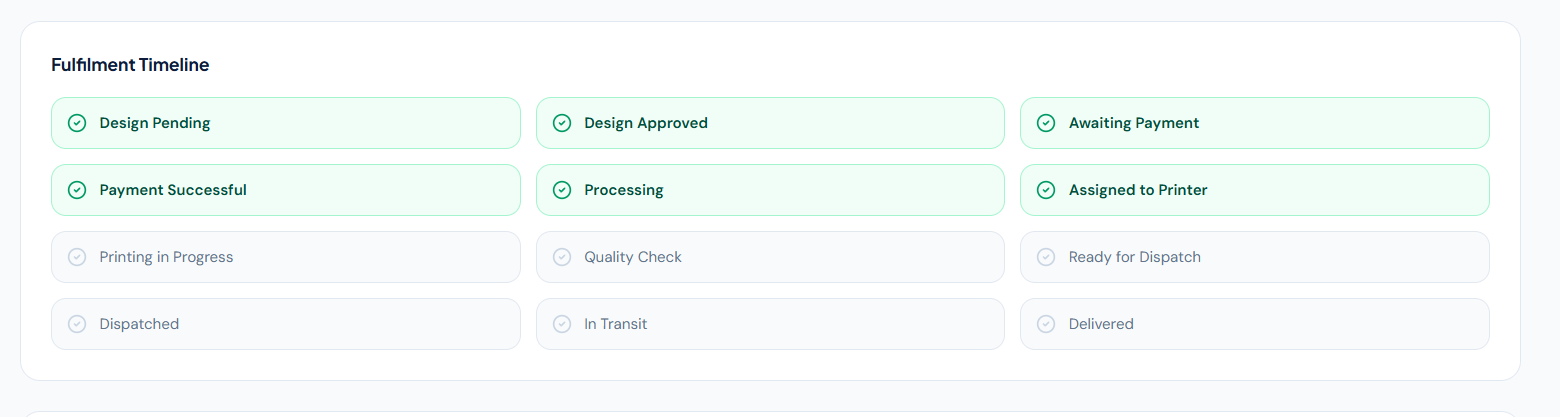 Fulfilment Timeline
Design Pending
Design Approved
Awaiting Payment
Payment Successful
Processing
Assigned to Printer
Printing in Progress
Quality Check
Ready for Dispatch
Dispatched
In Transit
Delivered